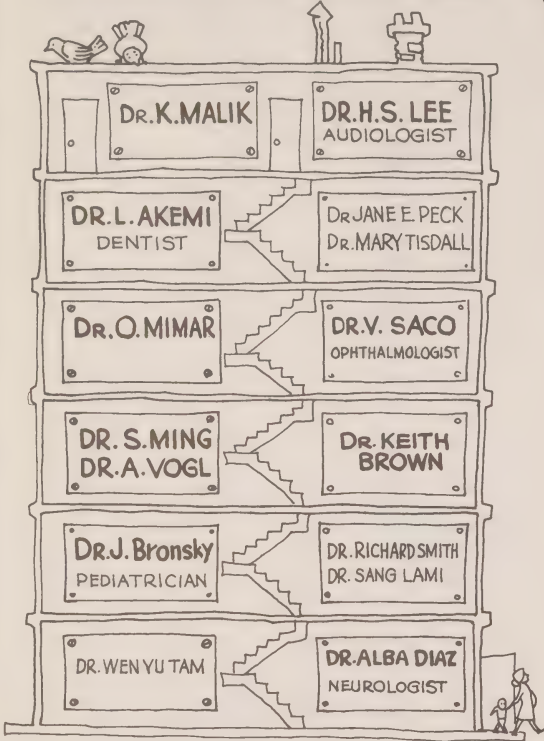 DR. K. MALIK
DR. H. S. LEE
AUDIOLOGIST
DR. L. AKEMI
DENTIST
DR JANE E. PECK
DR. MARY TISDALL
DR. O. MIMAR
DR. V. SACO
OPHTHALMOLOGIST
DR. S. MING
DR. A. VOGL
DR. KEITH
BROWN
DR. J. Bronsky
PEDIATRICIAN
DR. RICHARD SMITH
DR. SANG LAMI
DR. WEN YU TAM
DR. ALBA DIAZ
NEUROLOGIST